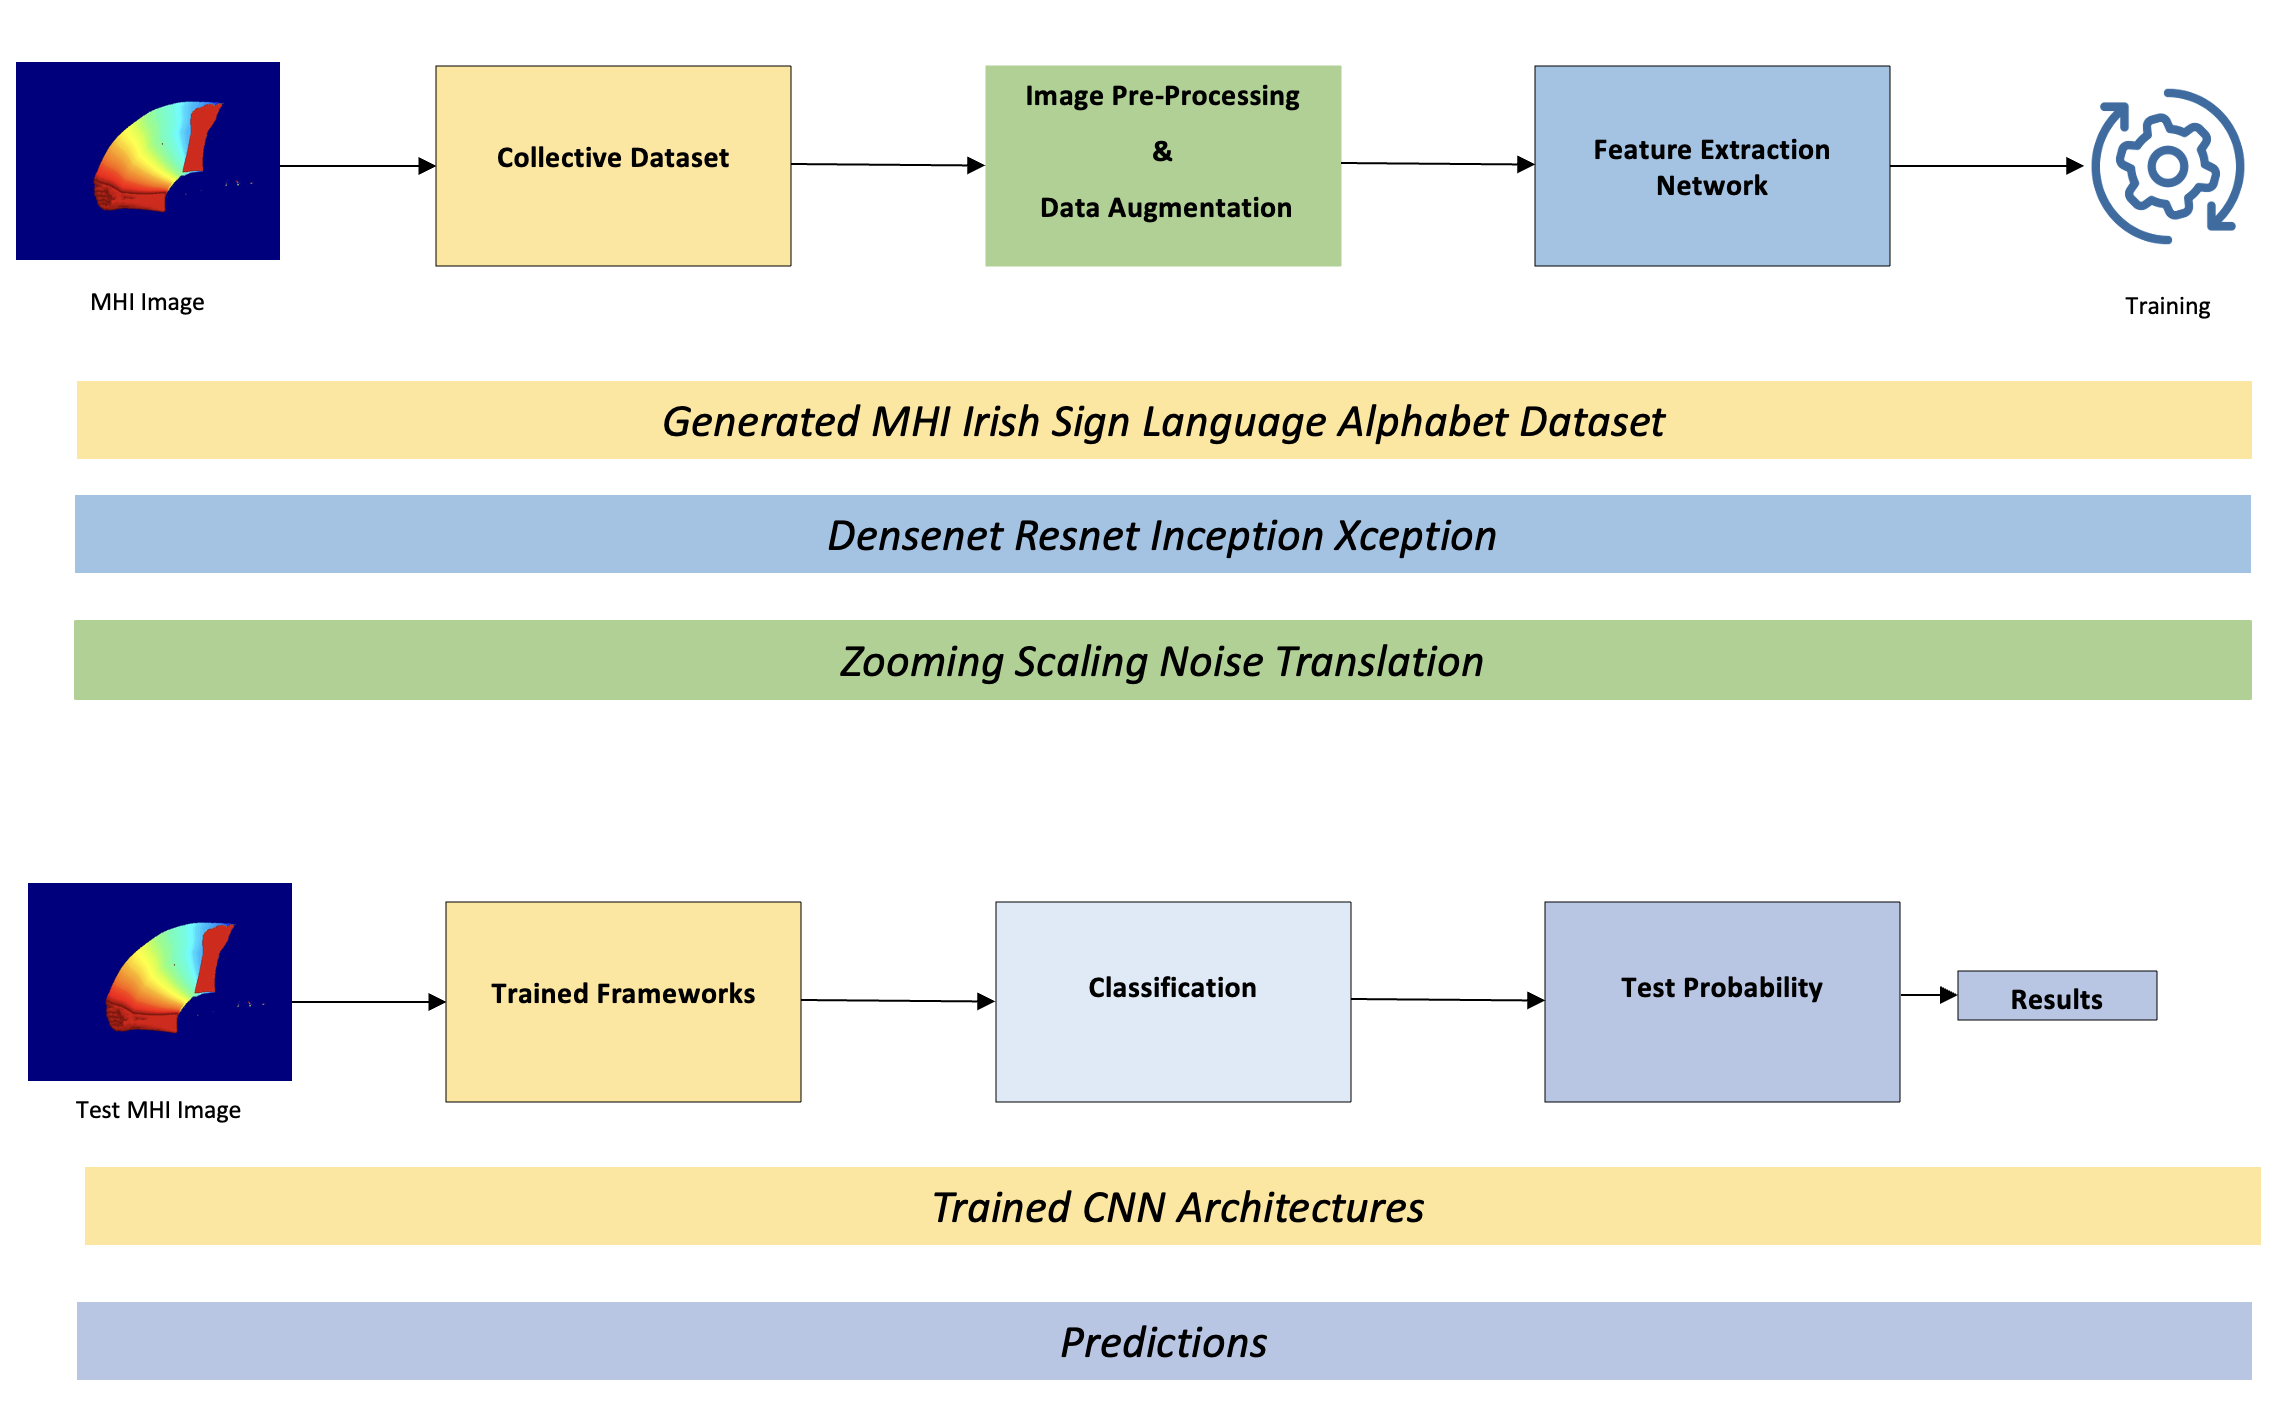 Image Pre-Processing
&
Data Augmentation
Collective Dataset
Feature Extraction
Network
MHI Image
Training
Generated MHI Irish Sign Language Alphabet Dataset
Densenet Resnet Inception Xception
Zooming Scaling Noise Translation
Trained Frameworks
Classification
Test Probability
Results
Test MHI Image
Trained CNN Architectures
Predictions